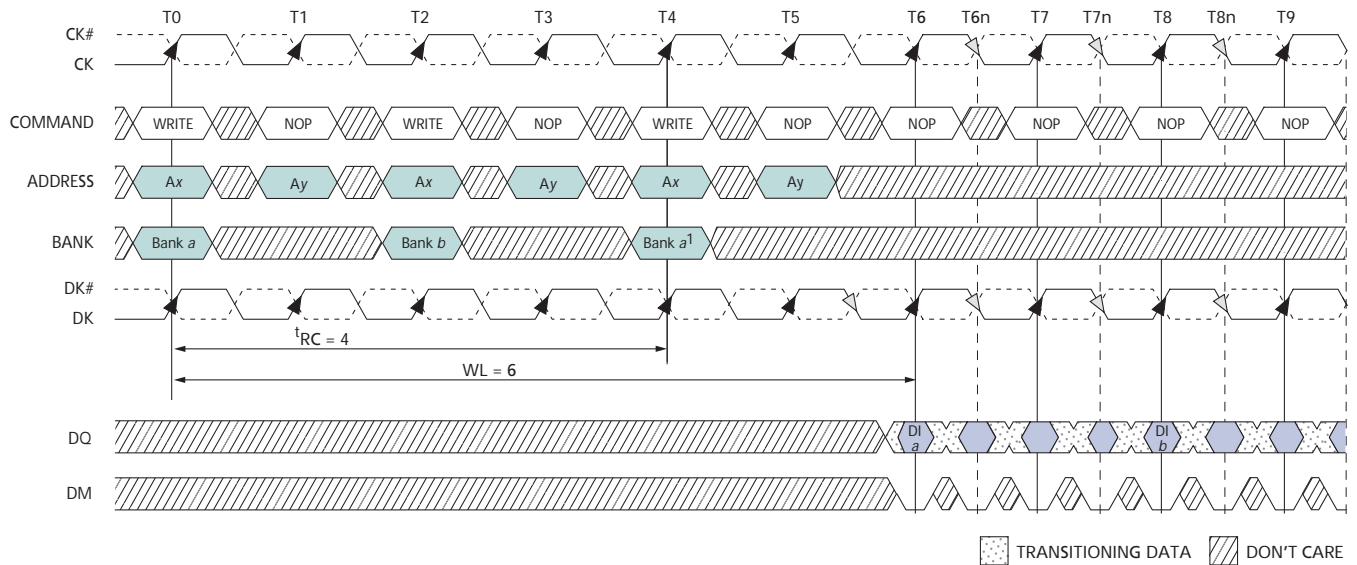 T0 T1 T2 T3 T4 T5 T6 T6n T7 T7n T8 T8n T9
CK#
CK
COMMAND WRITE NOP WRITE NOP WRITE NOP NOP NOP NOP NOP
ADDRESS Ax Ay Ax Ay Ax Ay
BANK Bank a Bank b Bank a¹
DK#
DK
tRC = 4
WL = 6
DQ DI a DI b
DM
TRANSITIONING DATA DON'T CARE